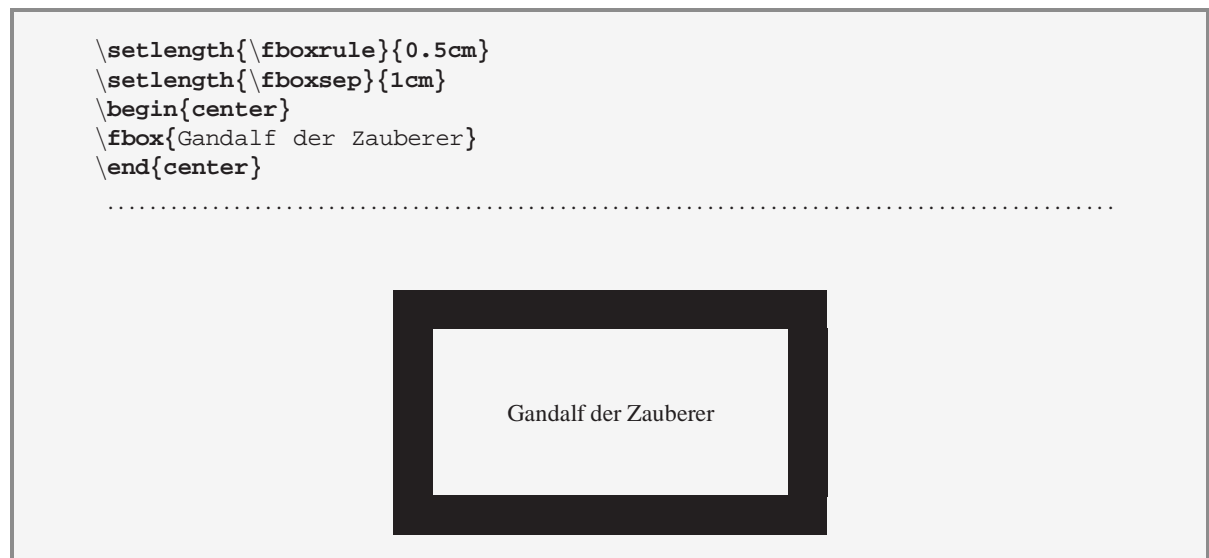 \setlength{\fboxrule}{0.5cm}
\setlength{\fboxsep}{1cm}
\begin{center}
\fbox{Gandalf der Zauberer}
\end{center}
Gandalf der Zauberer